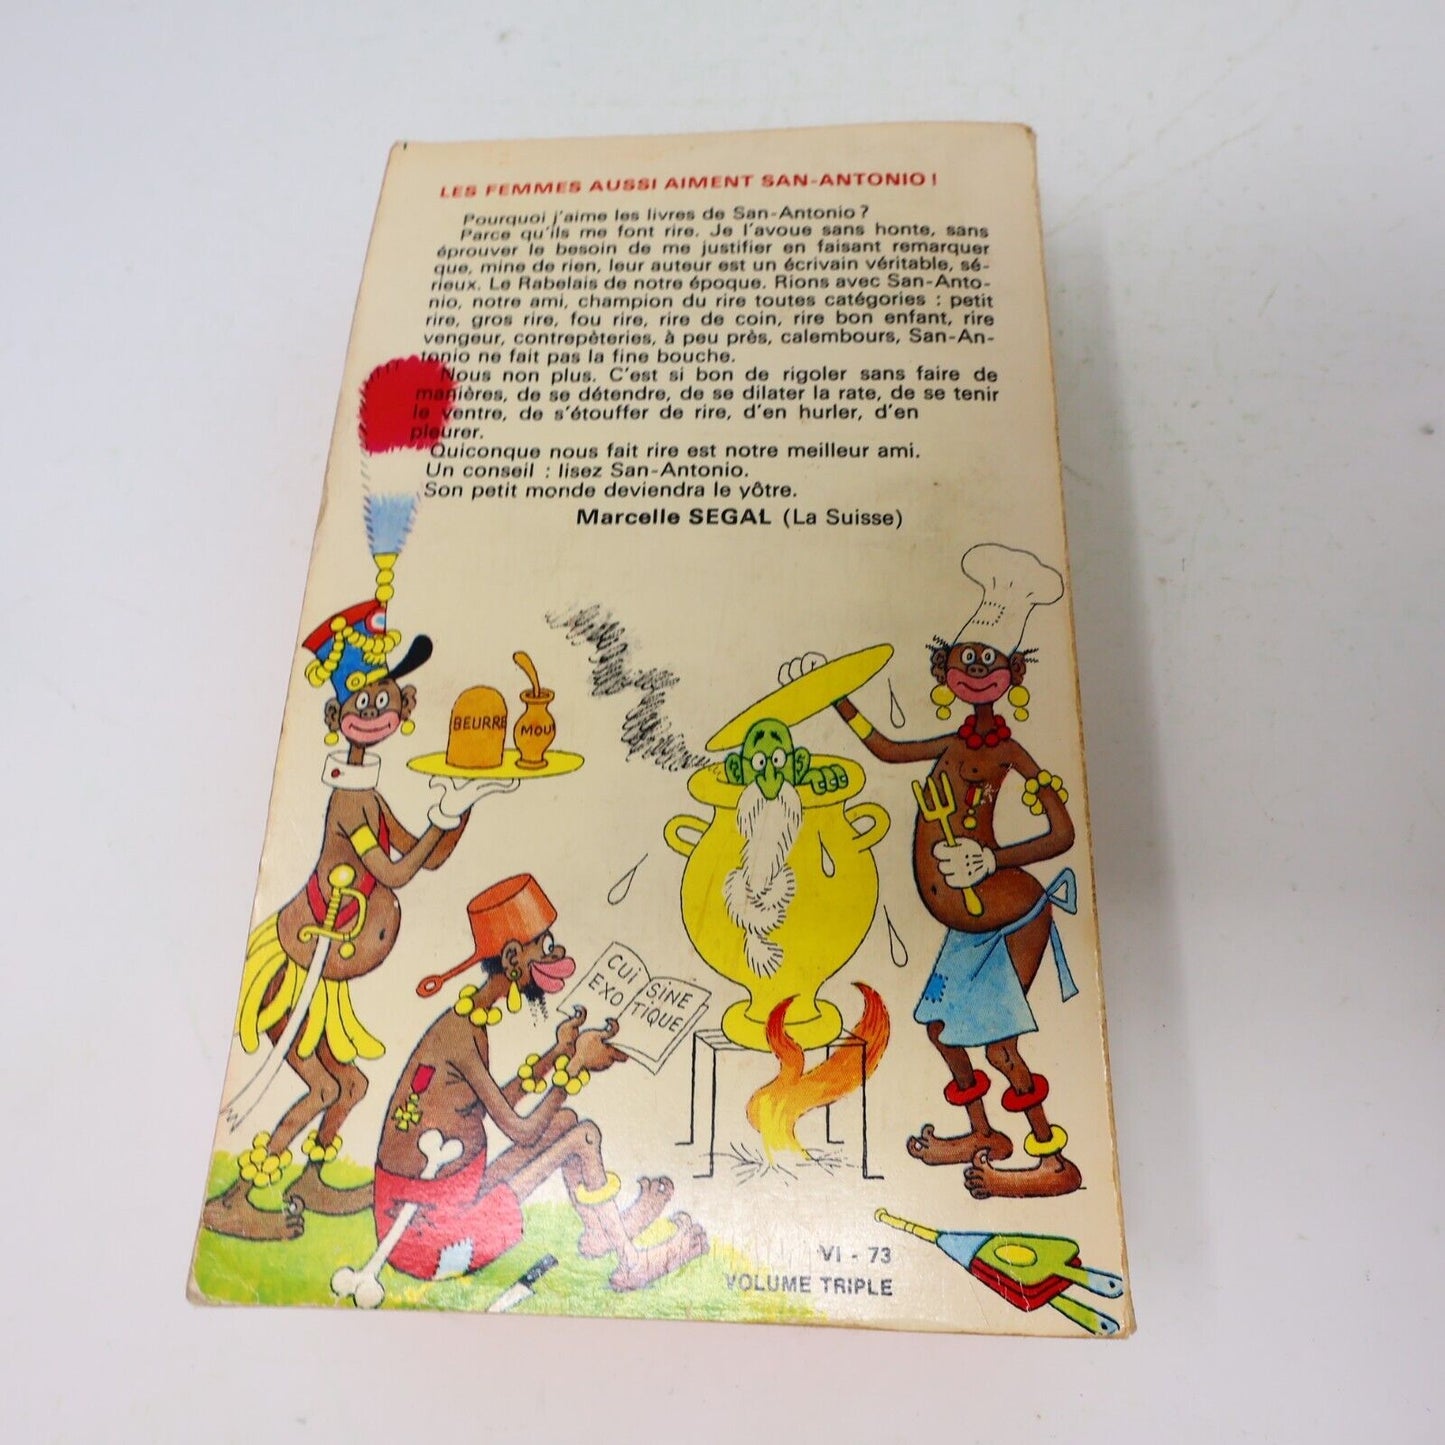 LES FEMMES AUSSI AIMENT SAN-ANTONIO !
Pourquoi j'aime les livres de San-Antonio ?
Parce qu'ils me font rire. Je l'avoue sans honte, sans
éprouver le besoin de me justifier en faisant remarquer
que, mine de rien, leur auteur est un écrivain véritable, sé-
rieux. Le Rabelais de notre époque. Rions avec San-Anto-
nio, notre ami, champion du rire toutes catégories : petit
rire, gros rire, fou rire, rire de coin, rire bon enfant, rire
vengeur, contrepèteries, à peu près, calembours, San-An-
tonio ne fait pas la fine bouche.
Nous non plus. C'est si bon de rigoler sans faire de
manières, de se détendre, de se dilater la rate, de se tenir
le ventre, de s'étouffer de rire, d'en hurler, d'en
pleurer.
Quiconque nous fait rire est notre meilleur ami.
Un conseil : lisez San-Antonio.
Son petit monde deviendra le vôtre.
Marcelle SEGAL (La Suisse)
BEURRE
MOU
CUI
EXO
SINE
TIQUE
VI - 73
VOLUME TRIPLE